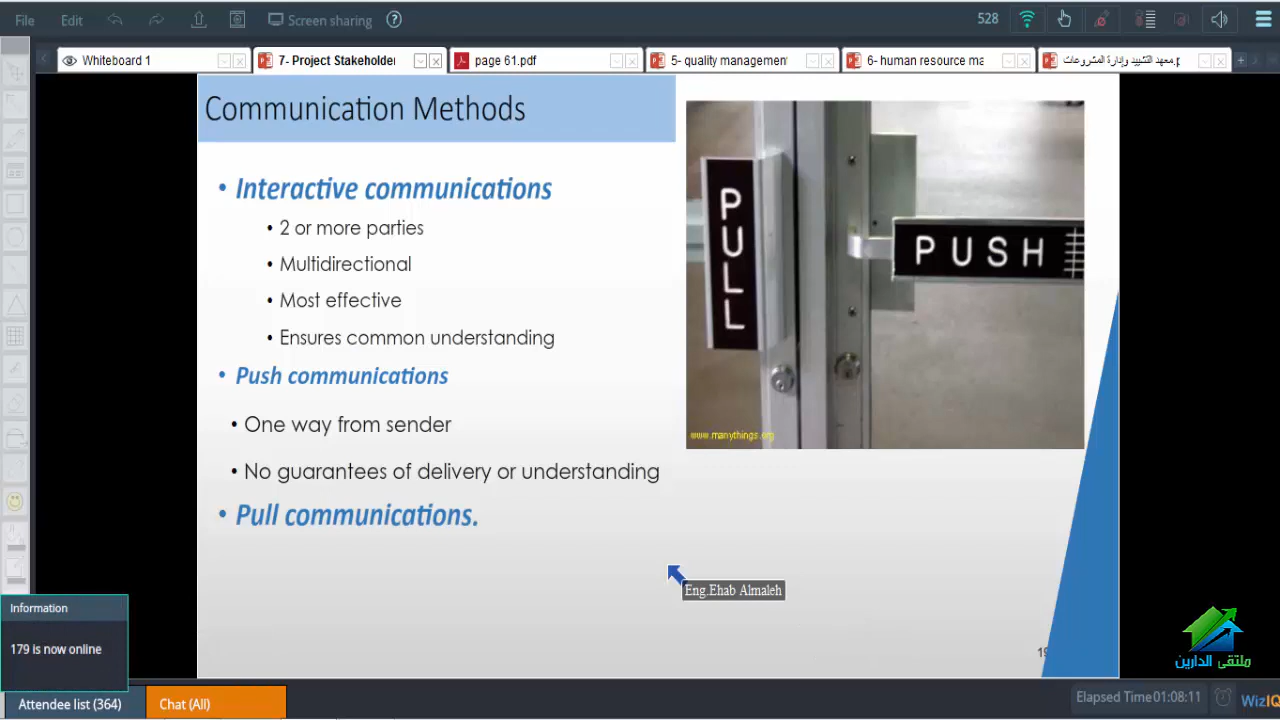 File Edit Screen sharing ? 528
Whiteboard 1
7- Project Stakeholder
page 61.pdf
5- quality managemen
6- human resource ma
معهد التشييد وإدارة المشروعات.p
Communication Methods
• Interactive communications
• 2 or more parties
• Multidirectional
• Most effective
• Ensures common understanding
• Push communications
• One way from sender
• No guarantees of delivery or understanding
• Pull communications.
PULL
PUSH
www.manythings.org
Eng.Ehab Almaleh
Information
179 is now online
ملتقى الدارين
Attendee list (364)
Chat (All)
Elapsed Time01:08:11
WizIQ